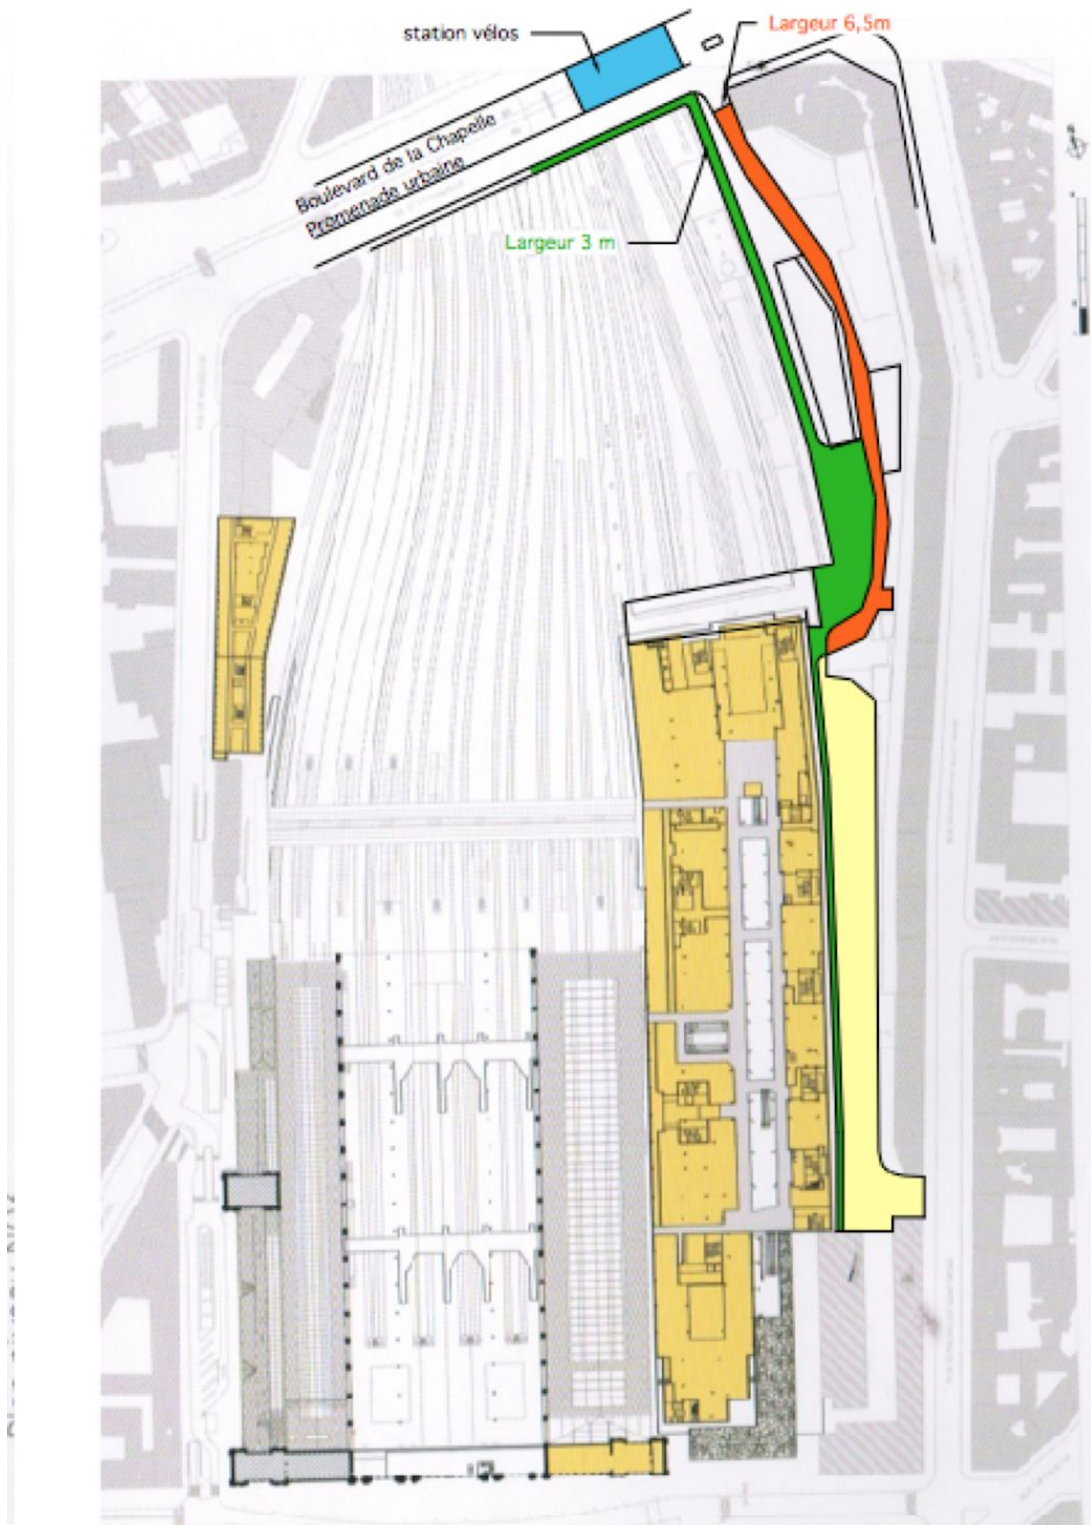 station vélos
Largeur 6,5m
Boulevard de la Chapelle
Promenade urbaine
Largeur 3 m